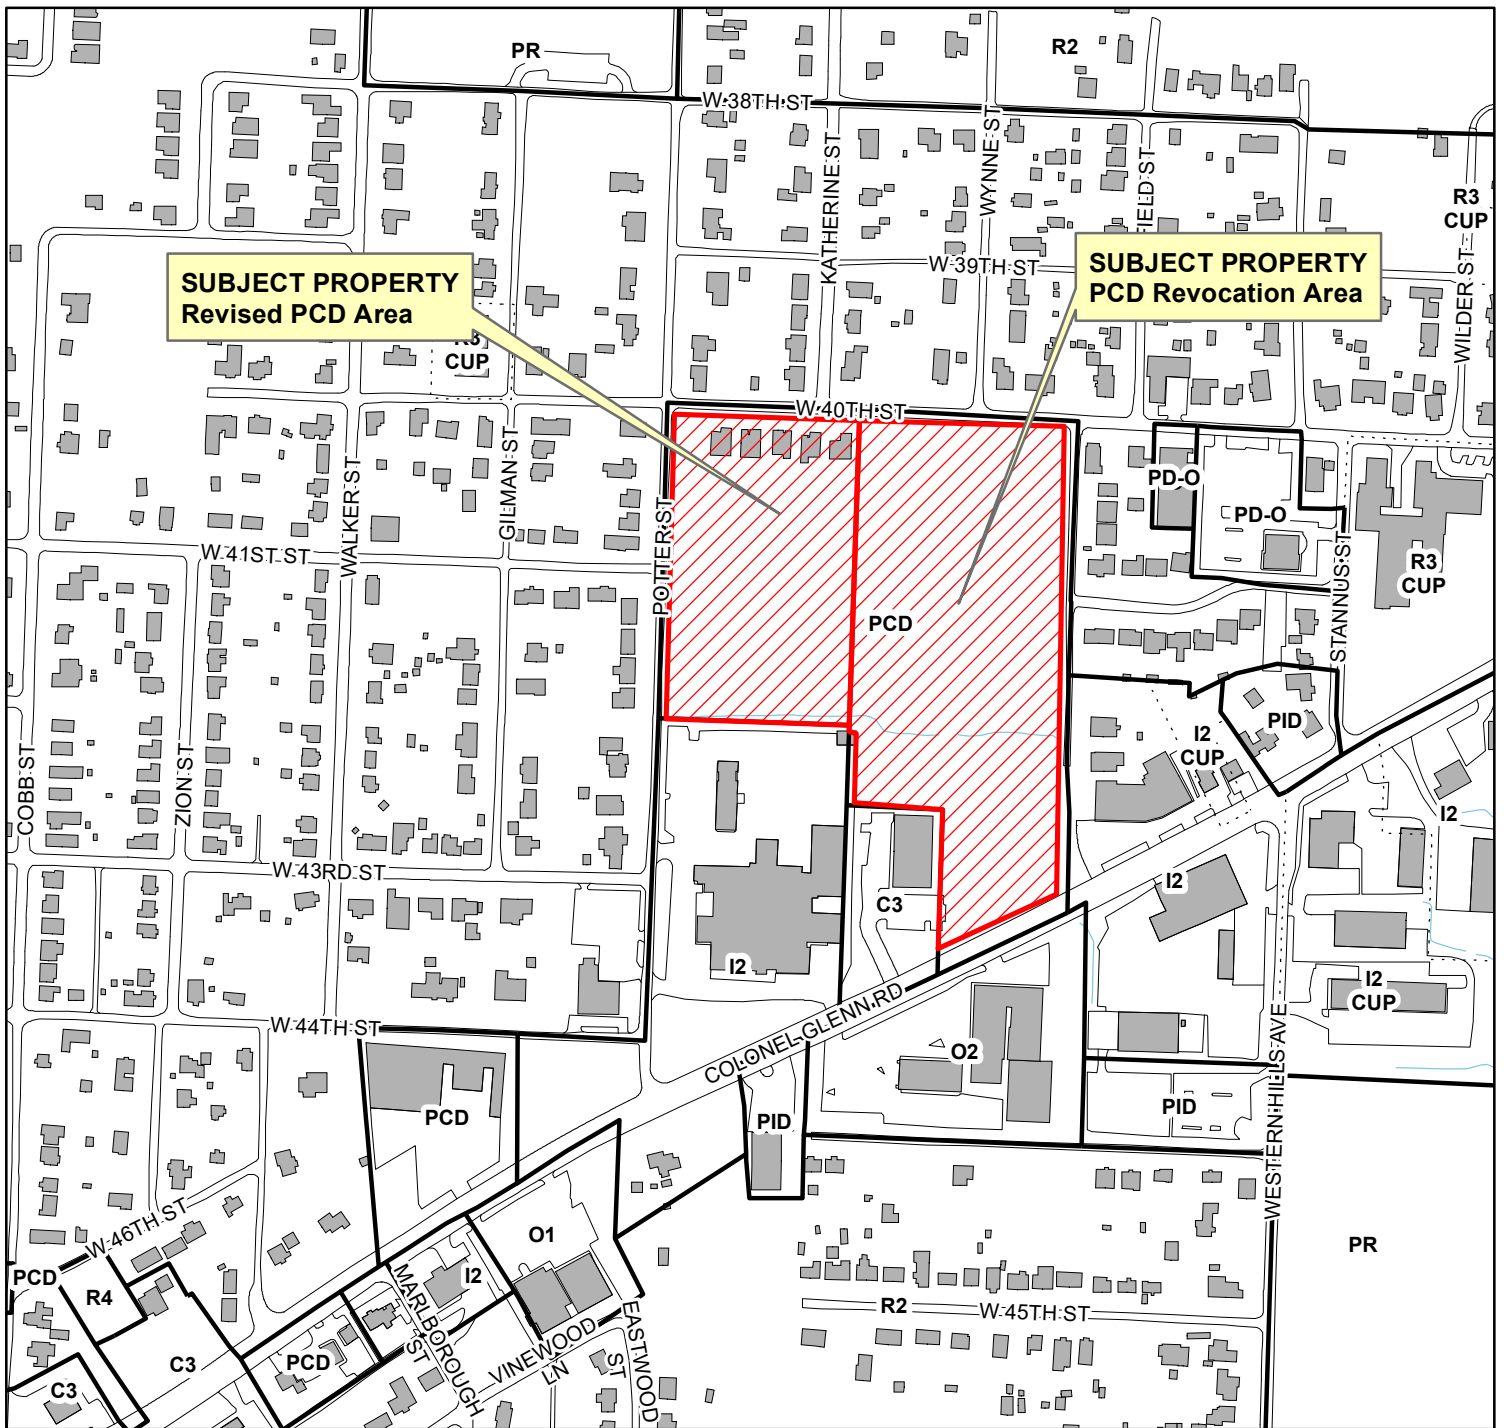 PR
R2
W 38TH ST
KATHERINE ST
WYNNE ST
FIELD ST
R3
CUP
WILDER ST
W 39TH ST
SUBJECT PROPERTY
Revised PCD Area
SUBJECT PROPERTY
PCD Revocation Area
R3
CUP
W 40TH ST
WALKER ST
GILMAN ST
POTTER ST
W 41ST ST
PD-O
PD-O
STANNUS ST
R3
CUP
PCD
PID
I2
CUP
I2
COBB ST
ZION ST
W 43RD ST
C3
I2
I2
I2
CUP
W 44TH ST
COLONEL GLENN RD
O2
WESTERN HILLS AVE
PCD
PID
PID
W 46TH ST
O1
PR
PCD
R4
I2
MARLBOROUGH
ST
VINEWOOD
LN
EASTWOOD
ST
R2
W 45TH ST
C3
PCD
C3